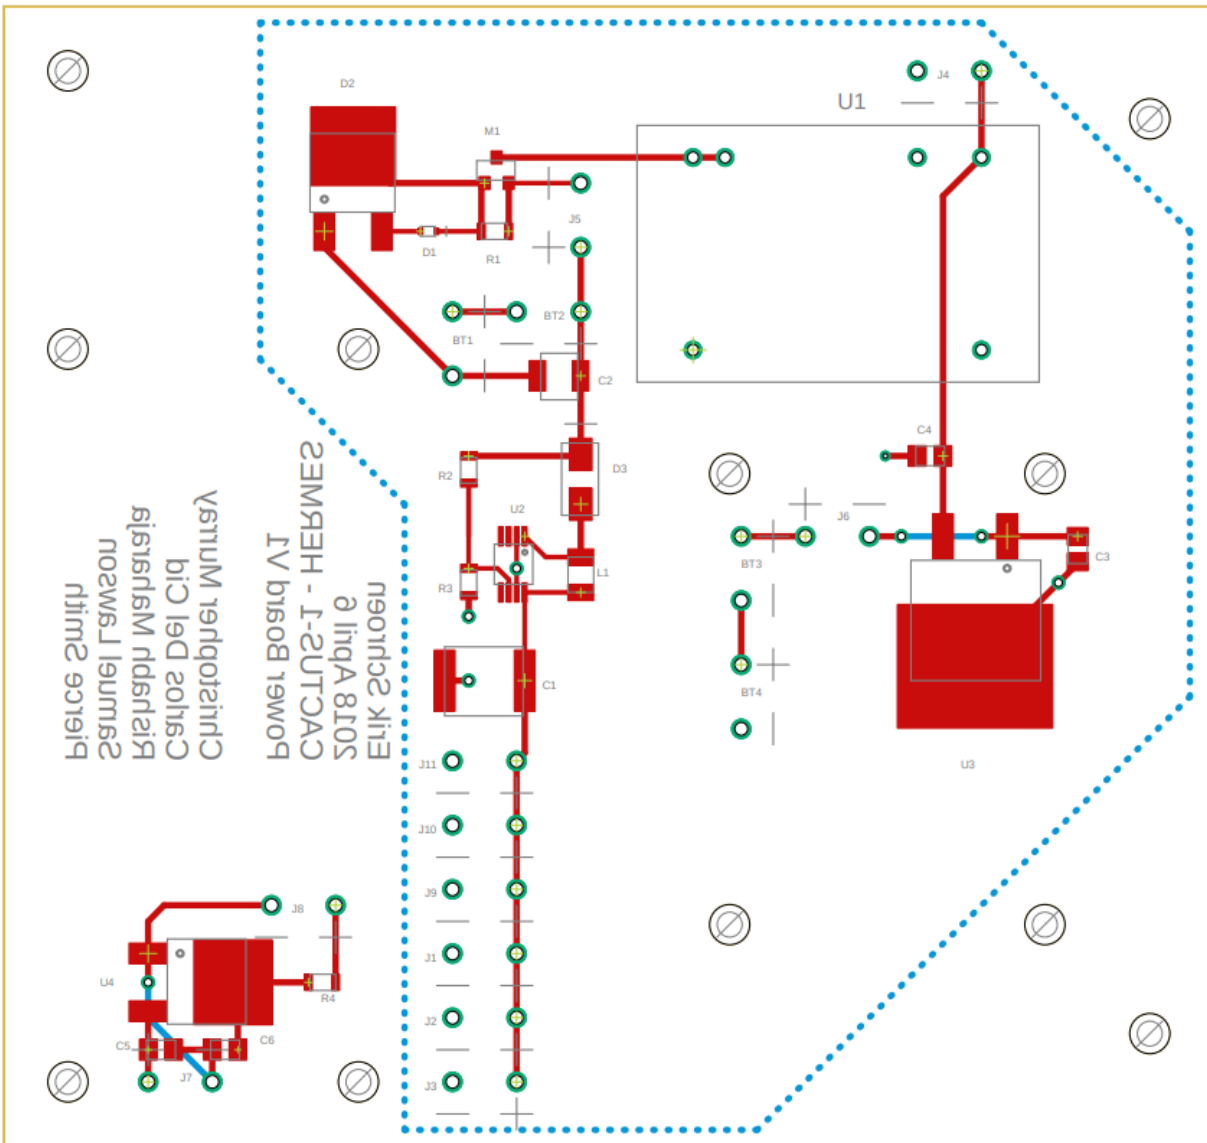 D2
J4
U1
M1
J5
D1
R1
BT2
BT1
C2
C4
D3
R2
U2
J6
BT3
C3
L1
R3
C1
BT4
U3
J11
J10
J9
J1
J2
J3
Pierce Smith
Samuel Lawson
Rishabh Maharaja
Carlos Del Cip
Christopher Murray
Power Board V1
CACTUS-1 - HERMES
2018 April 6
Erik Schroen
J8
U4
R4
C5
C6
J7